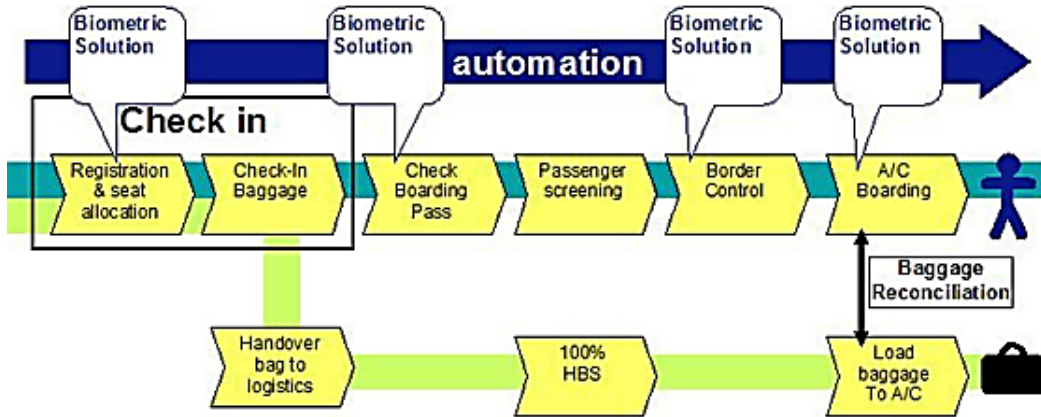 Biometric
Solution
Biometric
Solution
Biometric
Solution
Biometric
Solution
automation
Check in
Registration
& seat
allocation
Check-In
Baggage
Check
Boarding
Pass
Passenger
screening
Border
Control
A/C
Boarding
Baggage
Reconciliation
Handover
bag to
logistics
100%
HBS
Load
baggage
To A/C